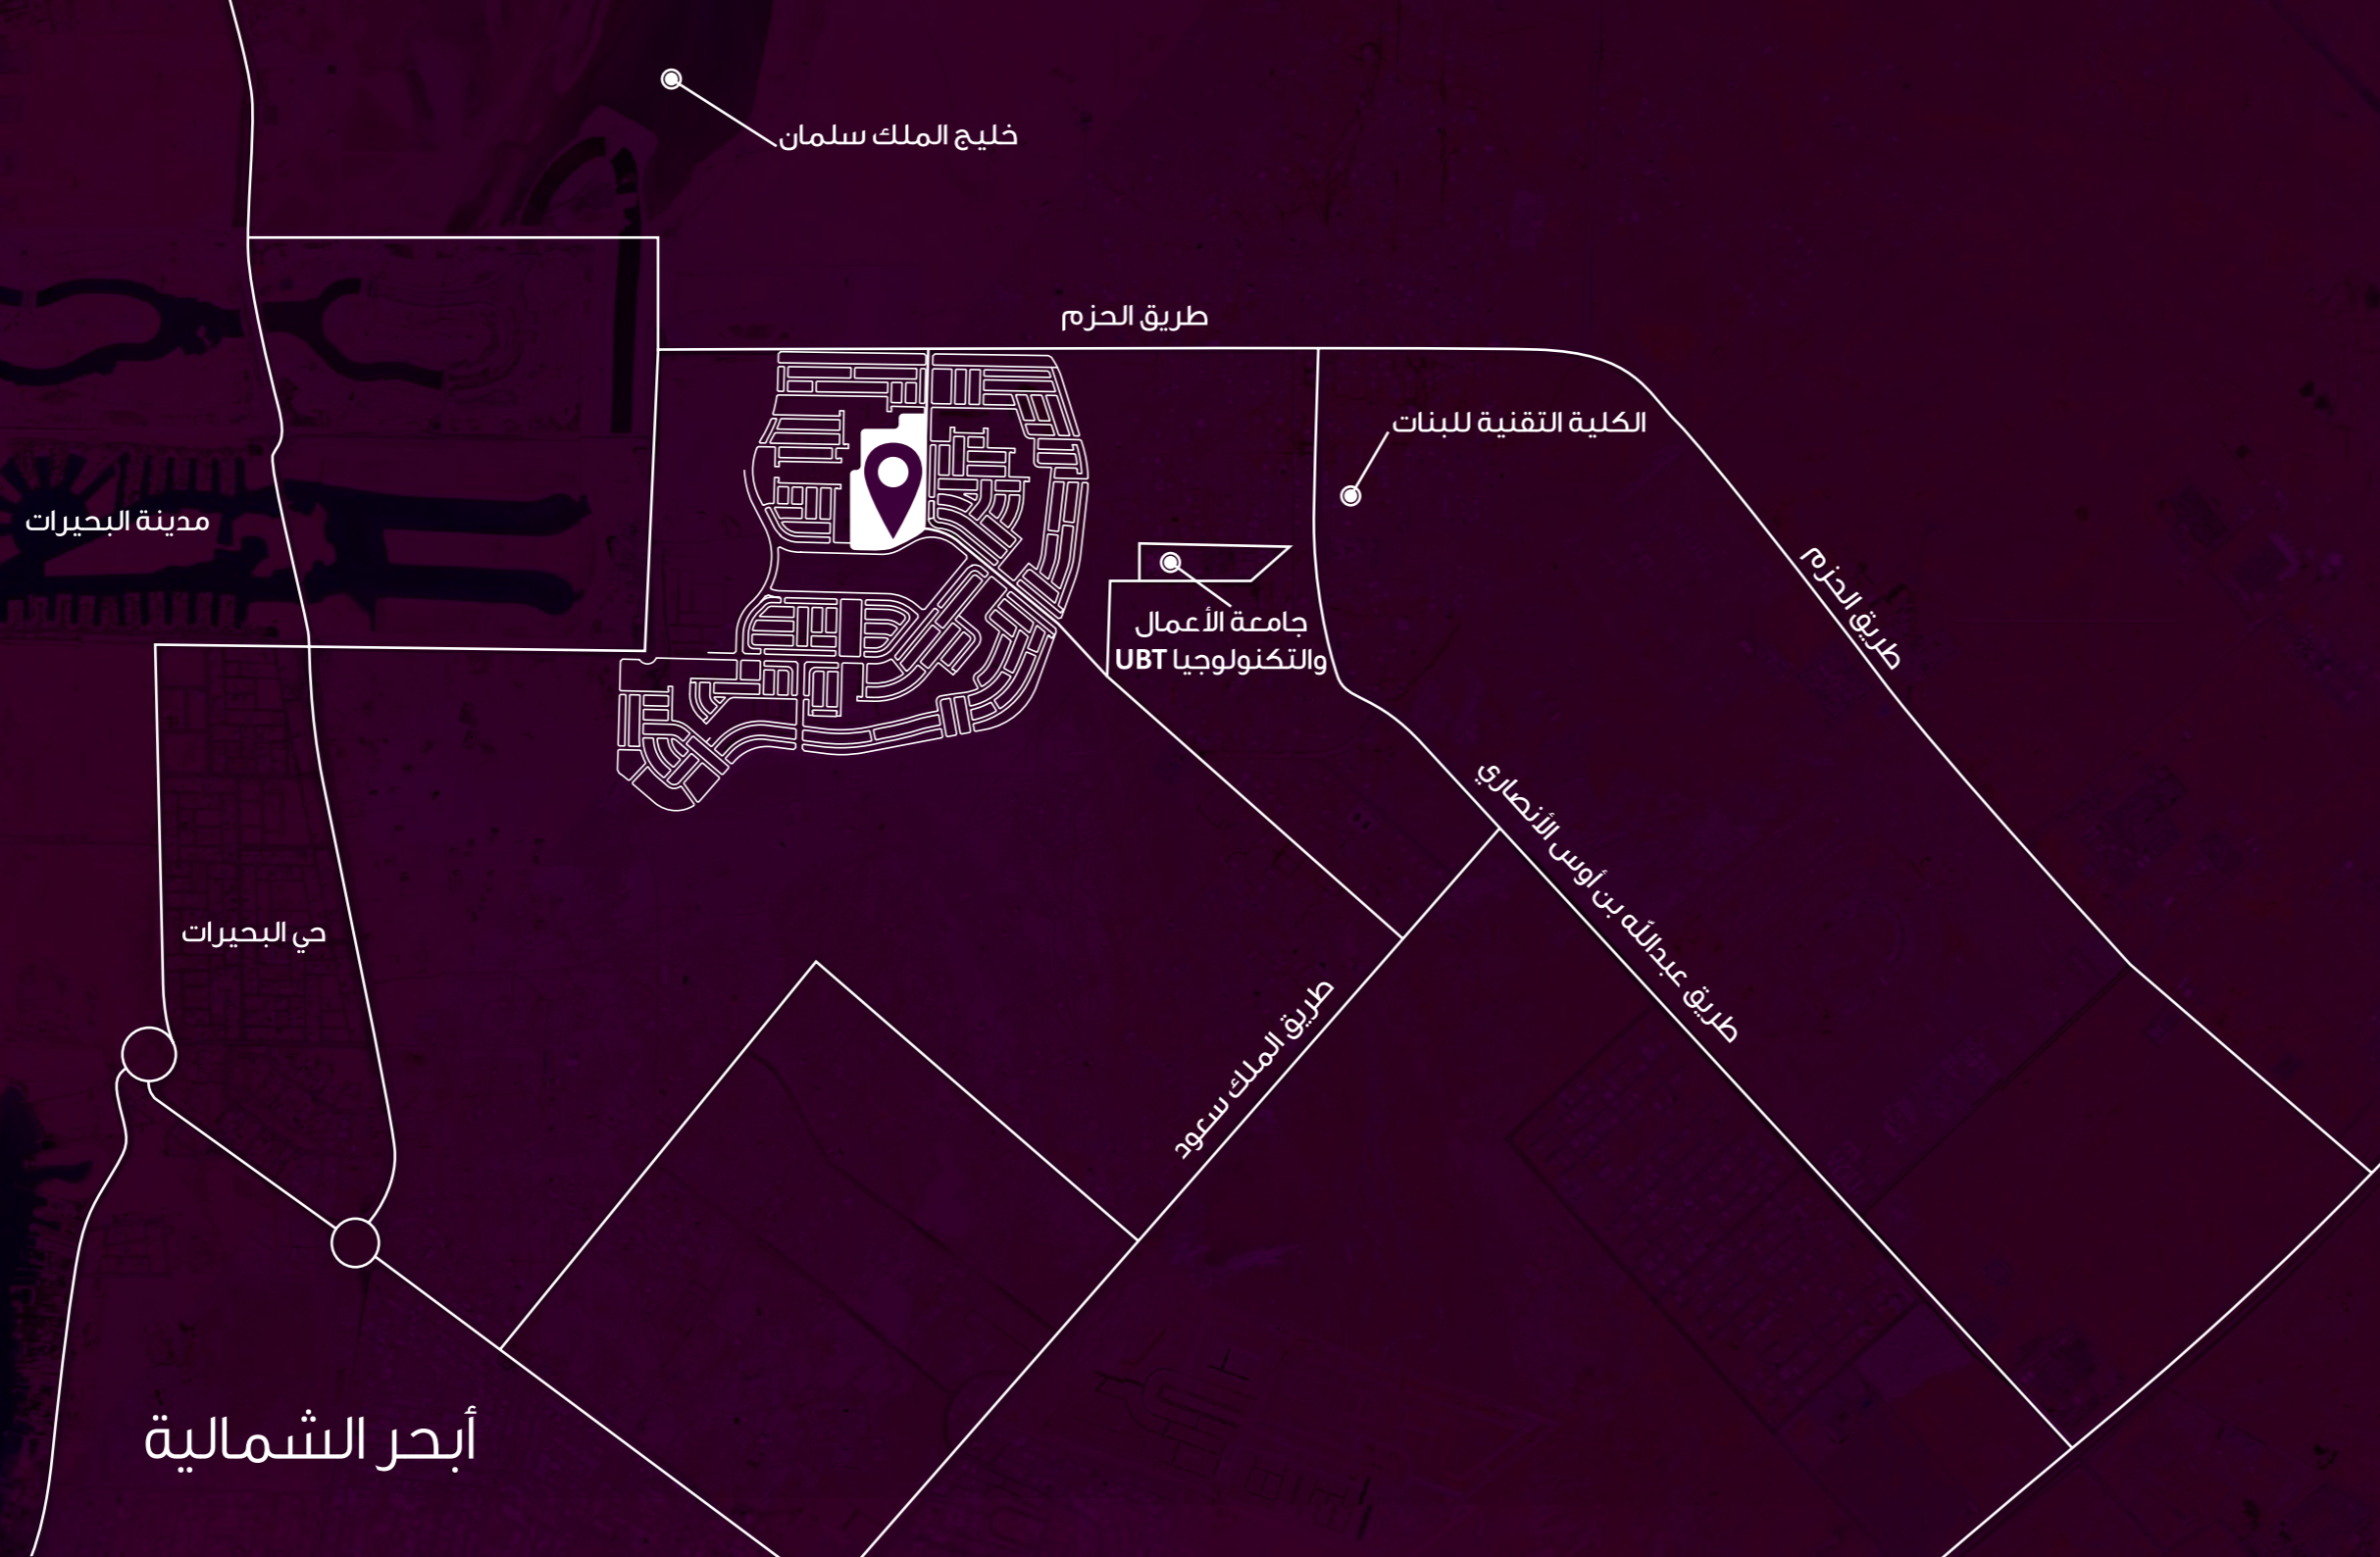 خليج الملك سلمان
طريق الحزم
الكلية التقنية للبنات
مدينة البحيرات
طريق الحزم
جامعة الأعمال
والتكنولوجيا UBT
طريق عبدالله بن أوس الأنصاري
حي البحيرات
طريق الملك سعود
أبحر الشمالية